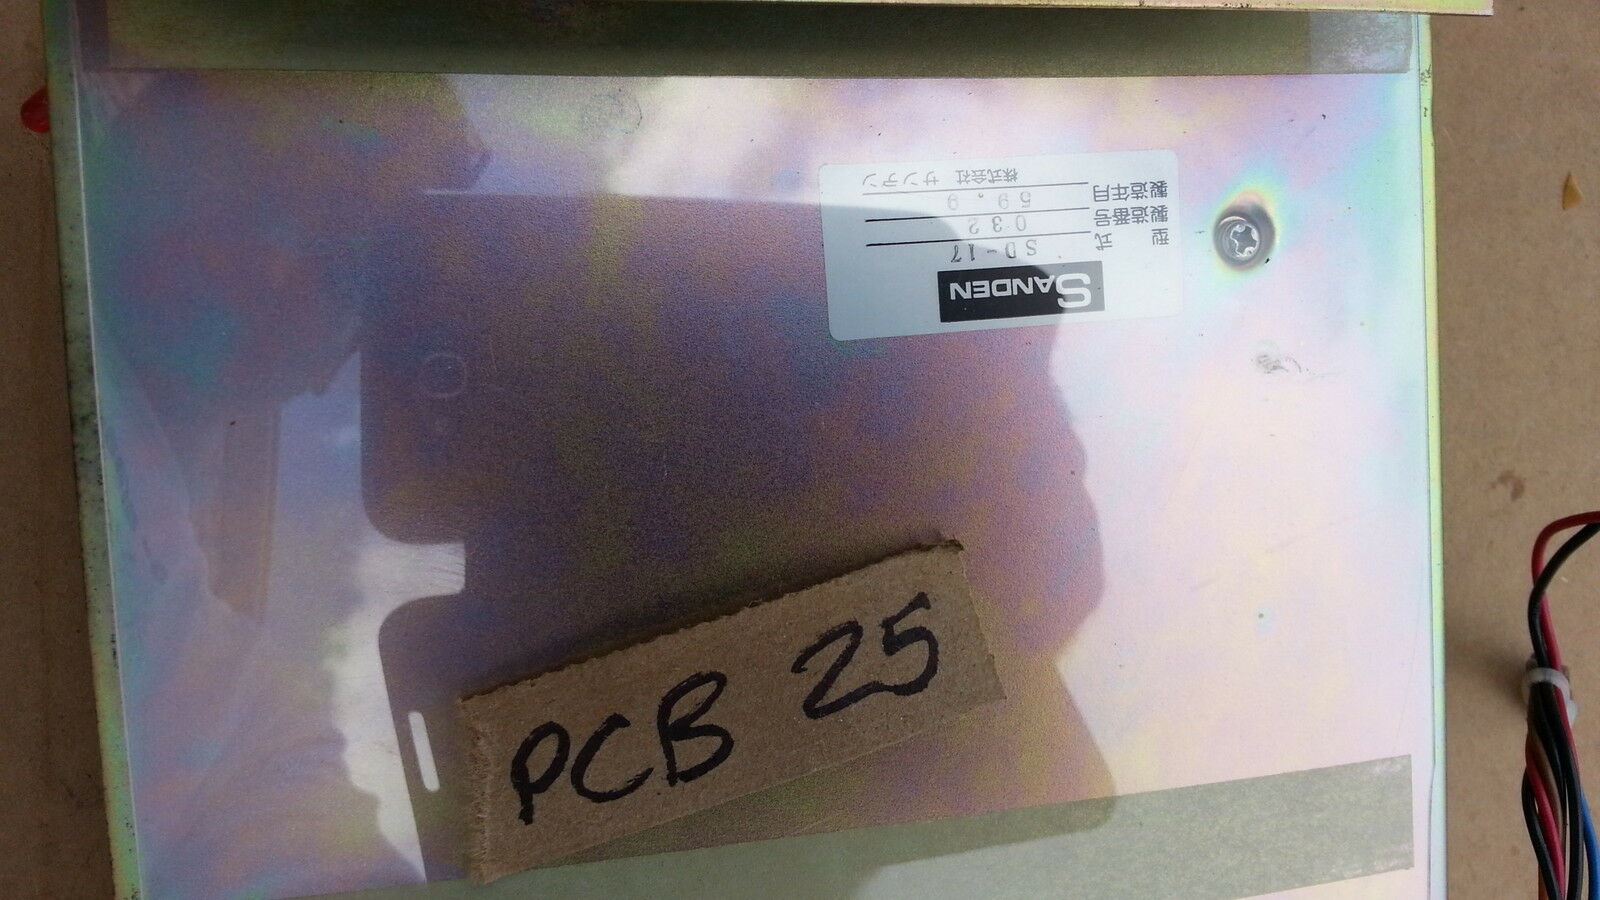 SANDEN
型 式 SD-17
製造番号 032
製造年月 59.9
株式会社 サンデン
PCB 25